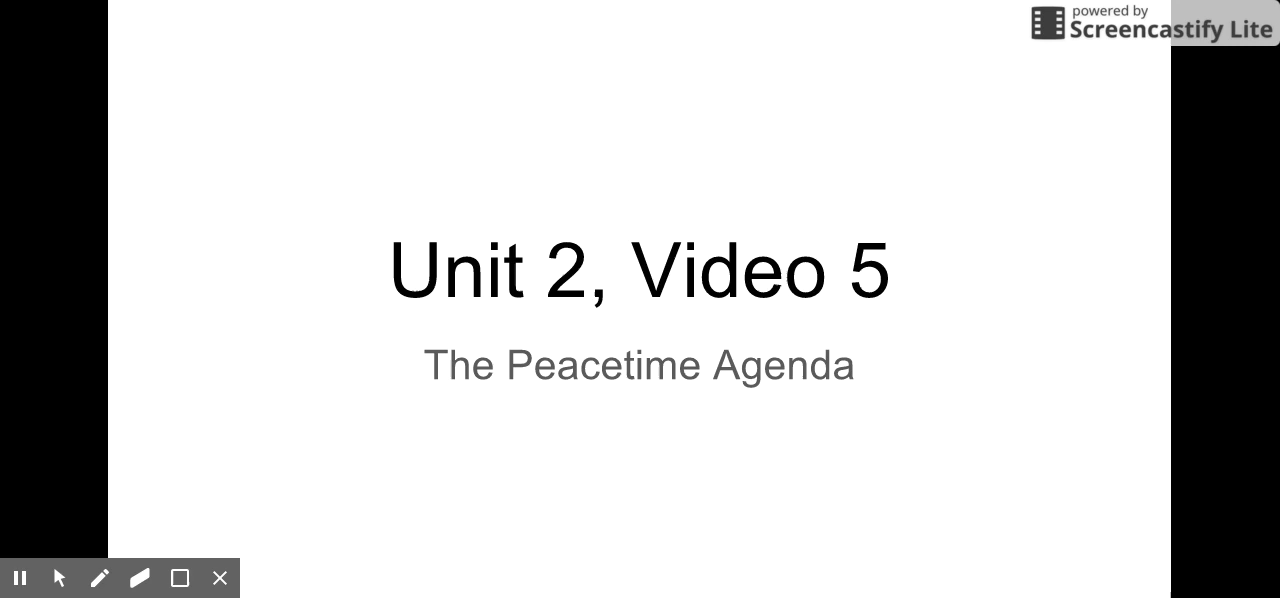 powered by
Screencastify Lite
Unit 2, Video 5
The Peacetime Agenda